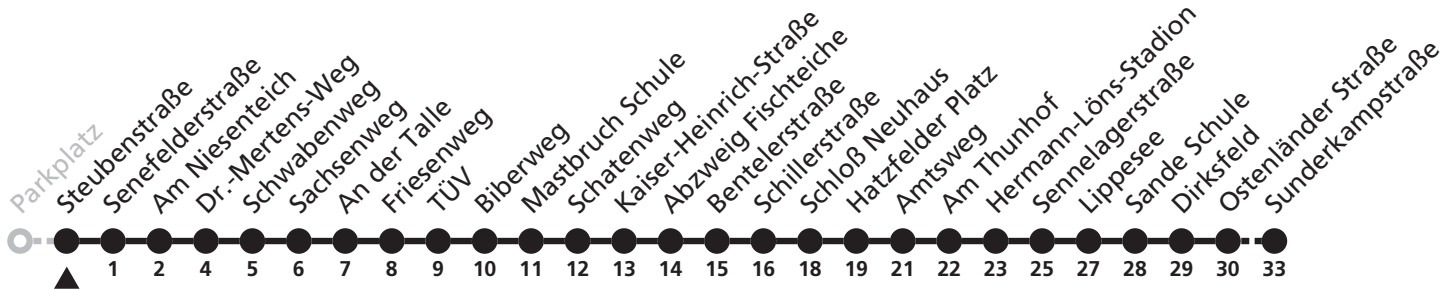 Parkplatz
Steubenstraße
Senefelderstraße
Am Niesenteich
Dr.-Mertens-Weg
Schwabenweg
Sachsenweg
An der Talle
Friesenweg
TÜV
Biberweg
Mastbruch Schule
Schatenweg
Kaiser-Heinrich-Straße
Abzweig Fischteiche
Bentelerstraße
Schillerstraße
Schloß Neuhaus
Hatzfelder Platz
Amtsweg
Am Thunhof
Hermann-Löns-Stadion
Sennelagerstraße
Lippesee
Sande Schule
Dirksfeld
Ostenländer Straße
Sunderkampstraße
1 2 4 5 6 7 8 9 10 11 12 13 14 15 16 18 19 21 22 23 25 27 28 29 30 33